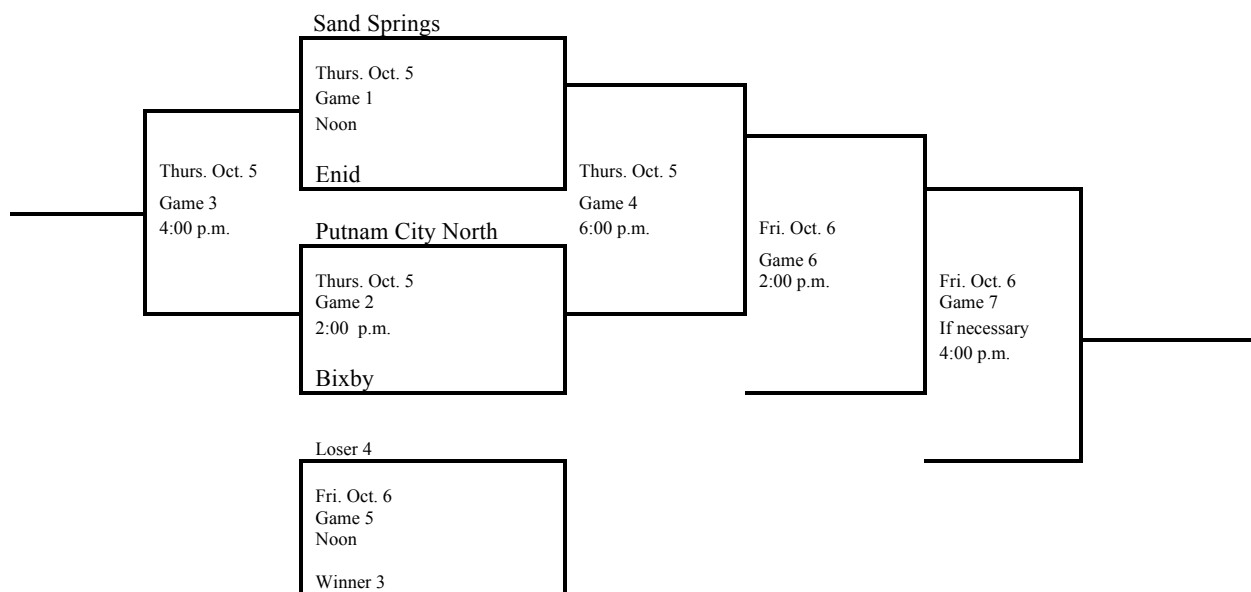 Sand Springs
Thurs. Oct. 5
Game 1
Noon
Enid
Thurs. Oct. 5
Game 3
4:00 p.m.
Thurs. Oct. 5
Game 4
6:00 p.m.
Putnam City North
Thurs. Oct. 5
Game 2
2:00 p.m.
Bixby
Fri. Oct. 6
Game 6
2:00 p.m.
Fri. Oct. 6
Game 7
If necessary
4:00 p.m.
Loser 4
Fri. Oct. 6
Game 5
Noon
Winner 3